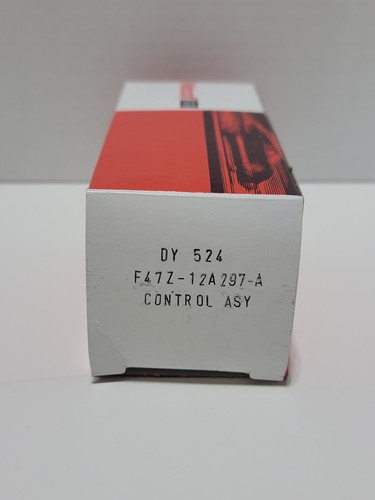 DY 524
F47Z-12A297-A
CONTROL ASY